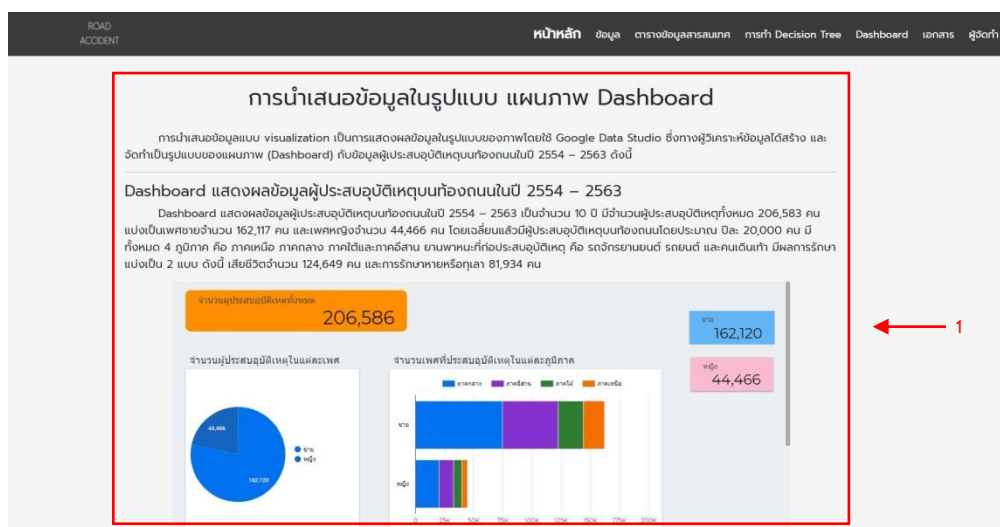 ROAD
ACCIDENT
หน้าหลัก ข้อมูล ตารางข้อมูลสารสนเทศ การทำ Decision Tree Dashboard เอกสาร ผู้จัดทำ
การนำเสนอข้อมูลในรูปแบบ แผนภาพ Dashboard
การนำเสนอข้อมูลแบบ visualization เป็นการแสดงผลข้อมูลในรูปแบบของภาพโดยใช้ Google Data Studio ซึ่งทางผู้วิเคราะห์ข้อมูลได้สร้าง และ
จัดทำเป็นรูปแบบของแผนภาพ (Dashboard) กับข้อมูลผู้ประสบอุบัติเหตุบนท้องถนนในปี 2554 – 2563 ดังนี้
Dashboard แสดงผลข้อมูลผู้ประสบอุบัติเหตุบนท้องถนนในปี 2554 – 2563
Dashboard แสดงผลข้อมูลผู้ประสบอุบัติเหตุบนท้องถนนในปี 2554 – 2563 เป็นจำนวน 10 ปี มีจำนวนผู้ประสบอุบัติเหตุทั้งหมด 206,583 คน
แบ่งเป็นเพศชายจำนวน 162,117 คน และเพศหญิงจำนวน 44,466 คน โดยเฉลี่ยนแล้วมีผู้ประสบอุบัติเหตุบนท้องถนนโดยประมาณ ปีละ 20,000 คน มี
ทั้งหมด 4 ภูมิภาค คือ ภาคเหนือ ภาคกลาง ภาคใต้และภาคอีสาน ยานพาหนะที่ก่อประสบอุบัติเหตุ คือ รถจักรยานยนต์ รถยนต์ และคนเดินเท้า มีผลการรักษา
แบ่งเป็น 2 แบบ ดังนี้ เสียชีวิตจำนวน 124,649 คน และการรักษาหายหรือทุเลา 81,934 คน
จำนวนผู้ประสบอุบัติเหตุทั้งหมด
206,586
ชาย
162,120
1
หญิง
44,466
จำนวนผู้ประสบอุบัติเหตุในแต่ละเพศ
44,466
162,120
ชาย
หญิง
จำนวนเพศที่ประสบอุบัติเหตุในแต่ละภูมิภาค
ภาคกลาง ภาคอีสาน ภาคใต้ ภาคเหนือ
ชาย
หญิง
0 25K 50K 75K 100K 125K 150K 175K 200K